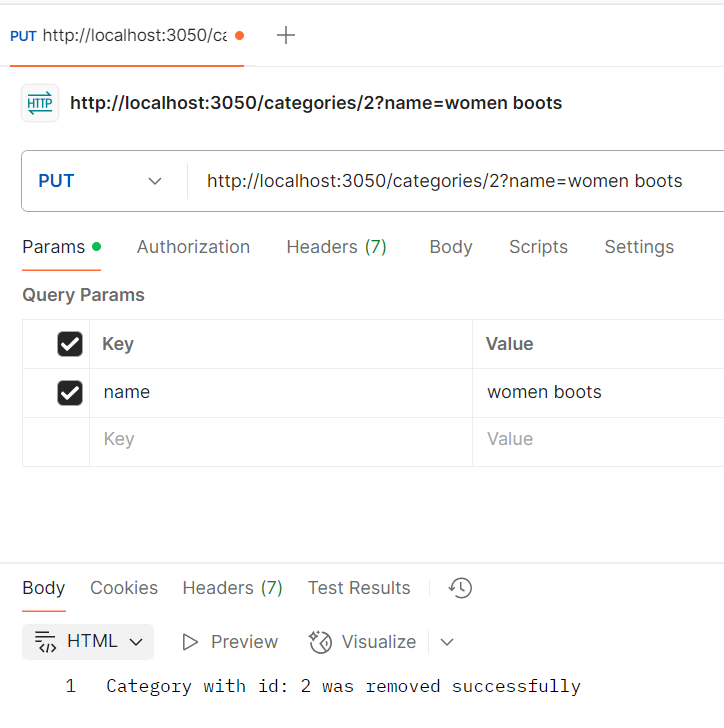 PUT http://localhost:3050/ca
HTTP http://localhost:3050/categories/2?name=women boots
PUT http://localhost:3050/categories/2?name=women boots
Params Authorization Headers (7) Body Scripts Settings
Query Params
Key Value
name women boots
Key Value
Body Cookies Headers (7) Test Results
HTML Preview Visualize
1 Category with id: 2 was removed successfully